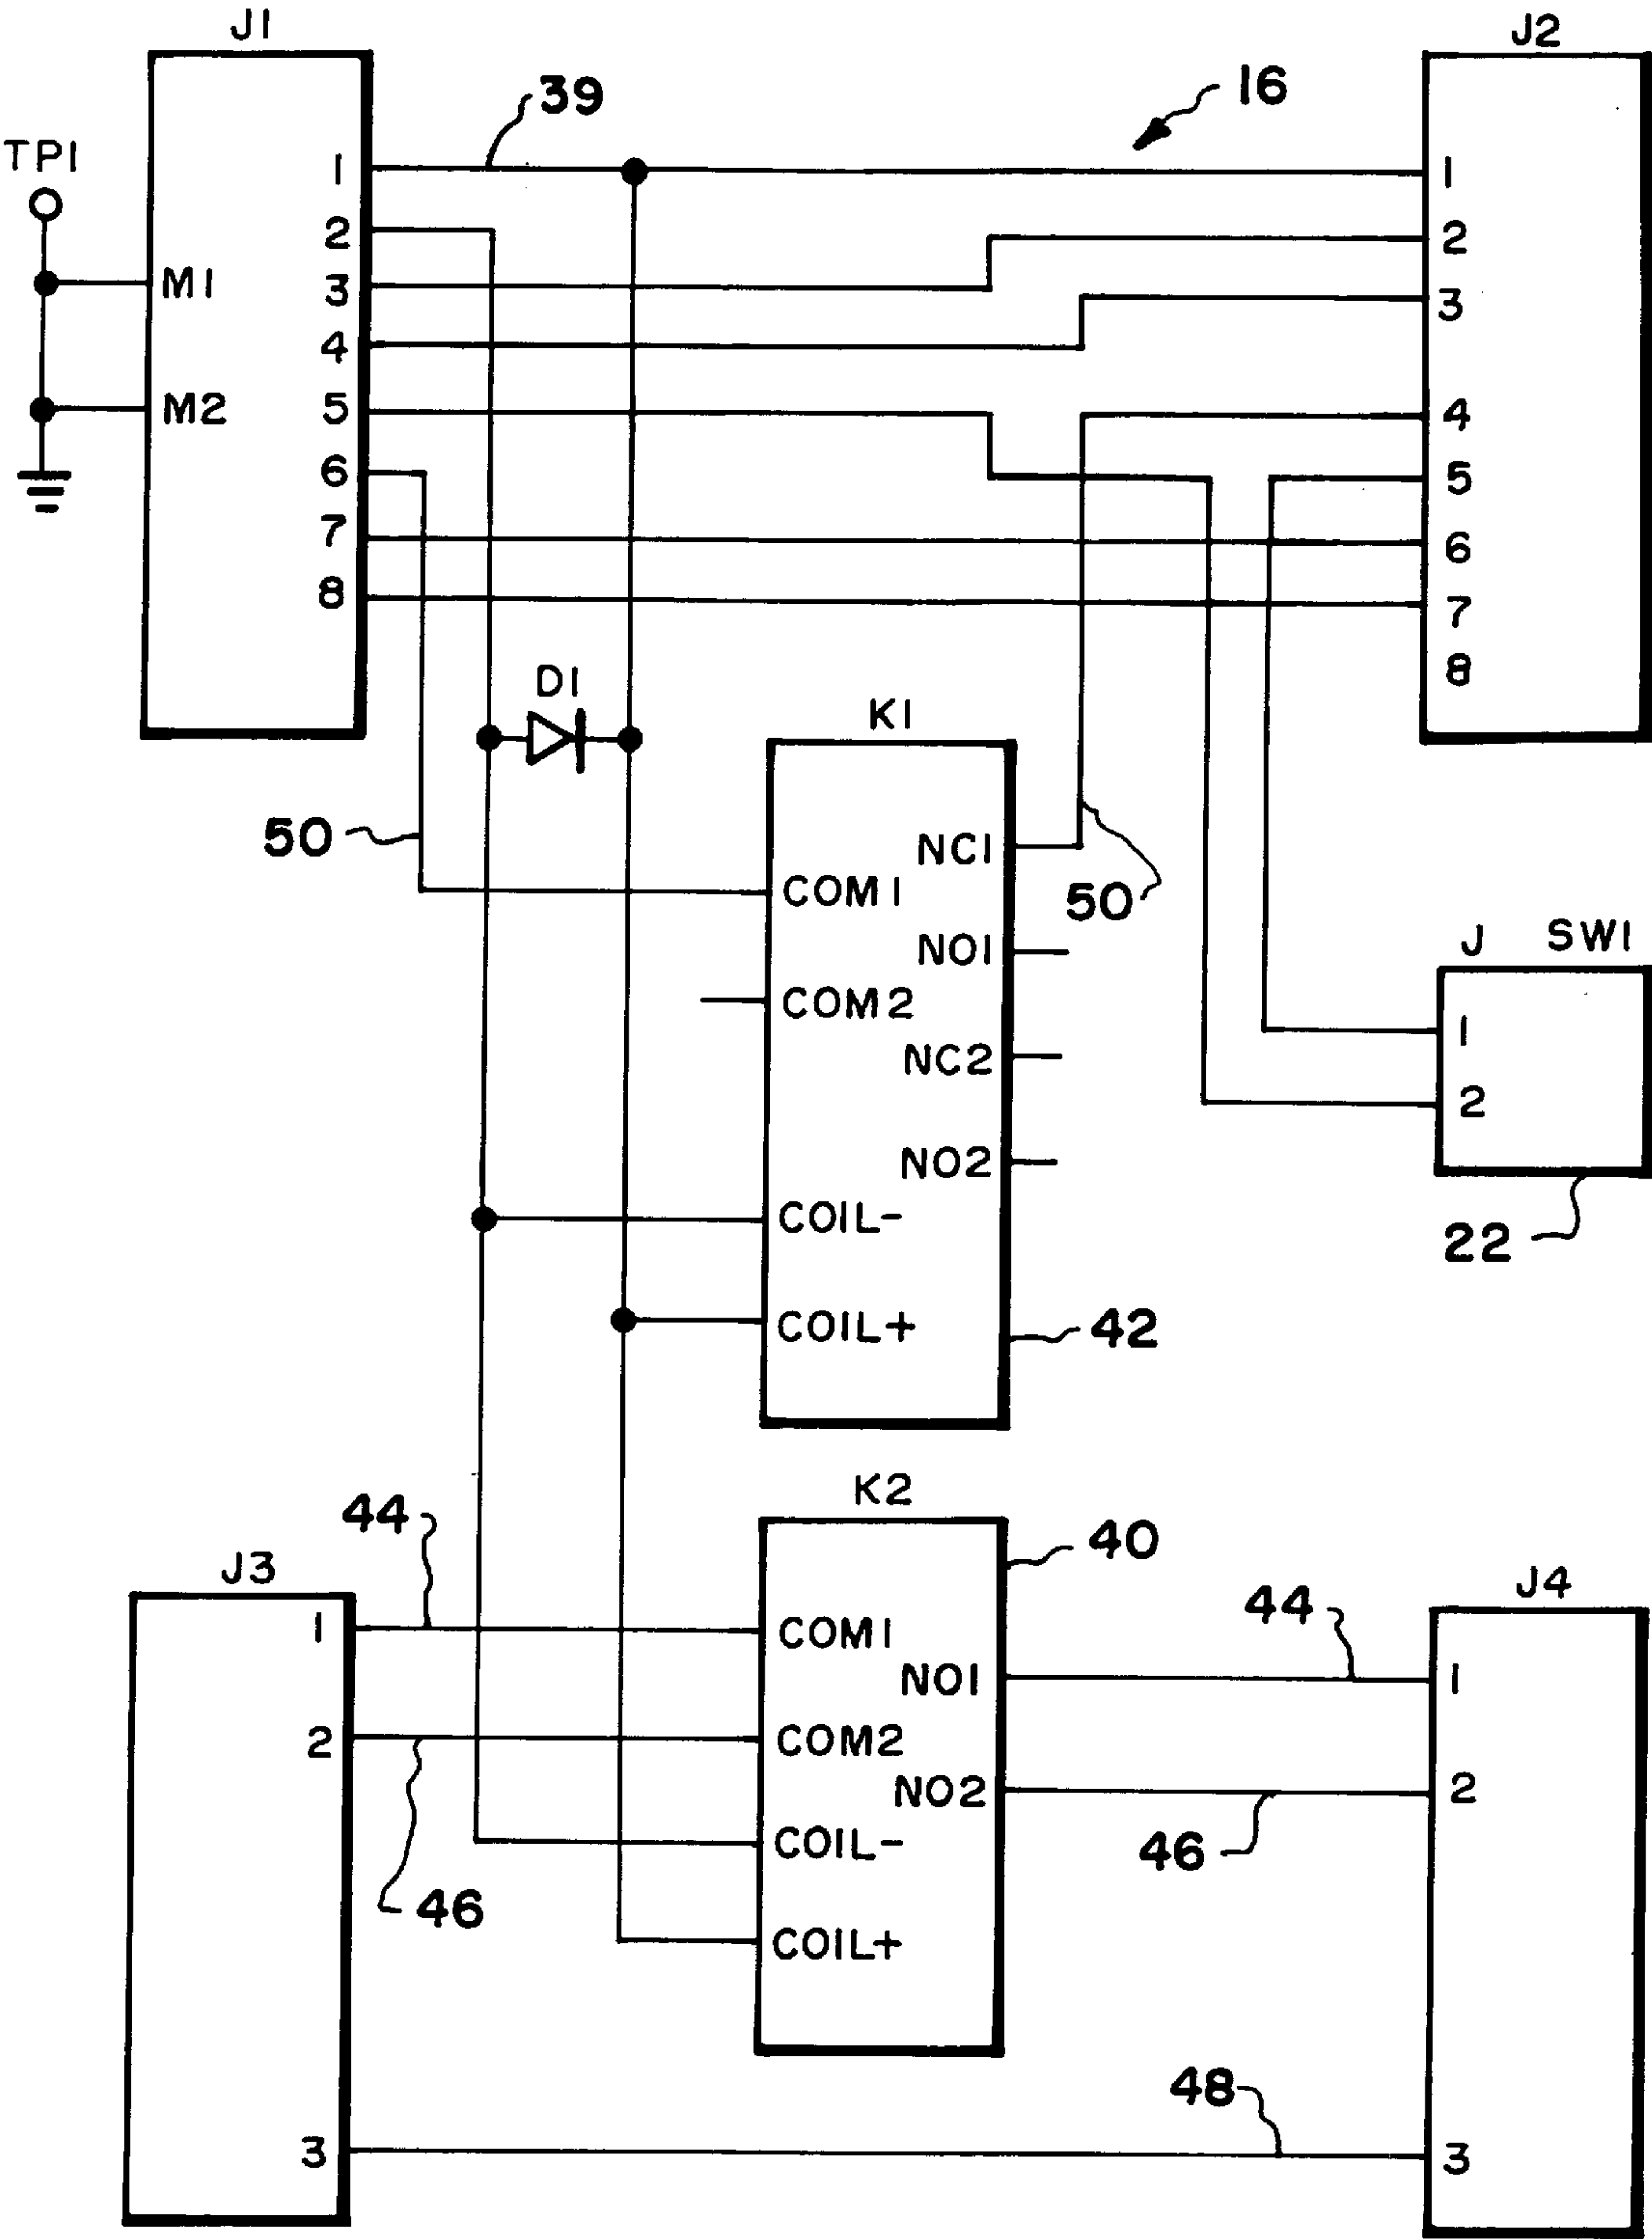 J1
J2
39
16
TP1
1
1
2
2
M1
3
3
4
M2
5
4
6
5
7
6
8
7
8
D1
K1
50
NC1
COM1
50
NO1
J SW1
COM2
1
NC2
2
NO2
COIL-
22
COIL+
42
K2
44
40
J3
J4
44
1
COM1
NO1
1
2
COM2
NO2
2
COIL-
46
46
COIL+
48
3
3